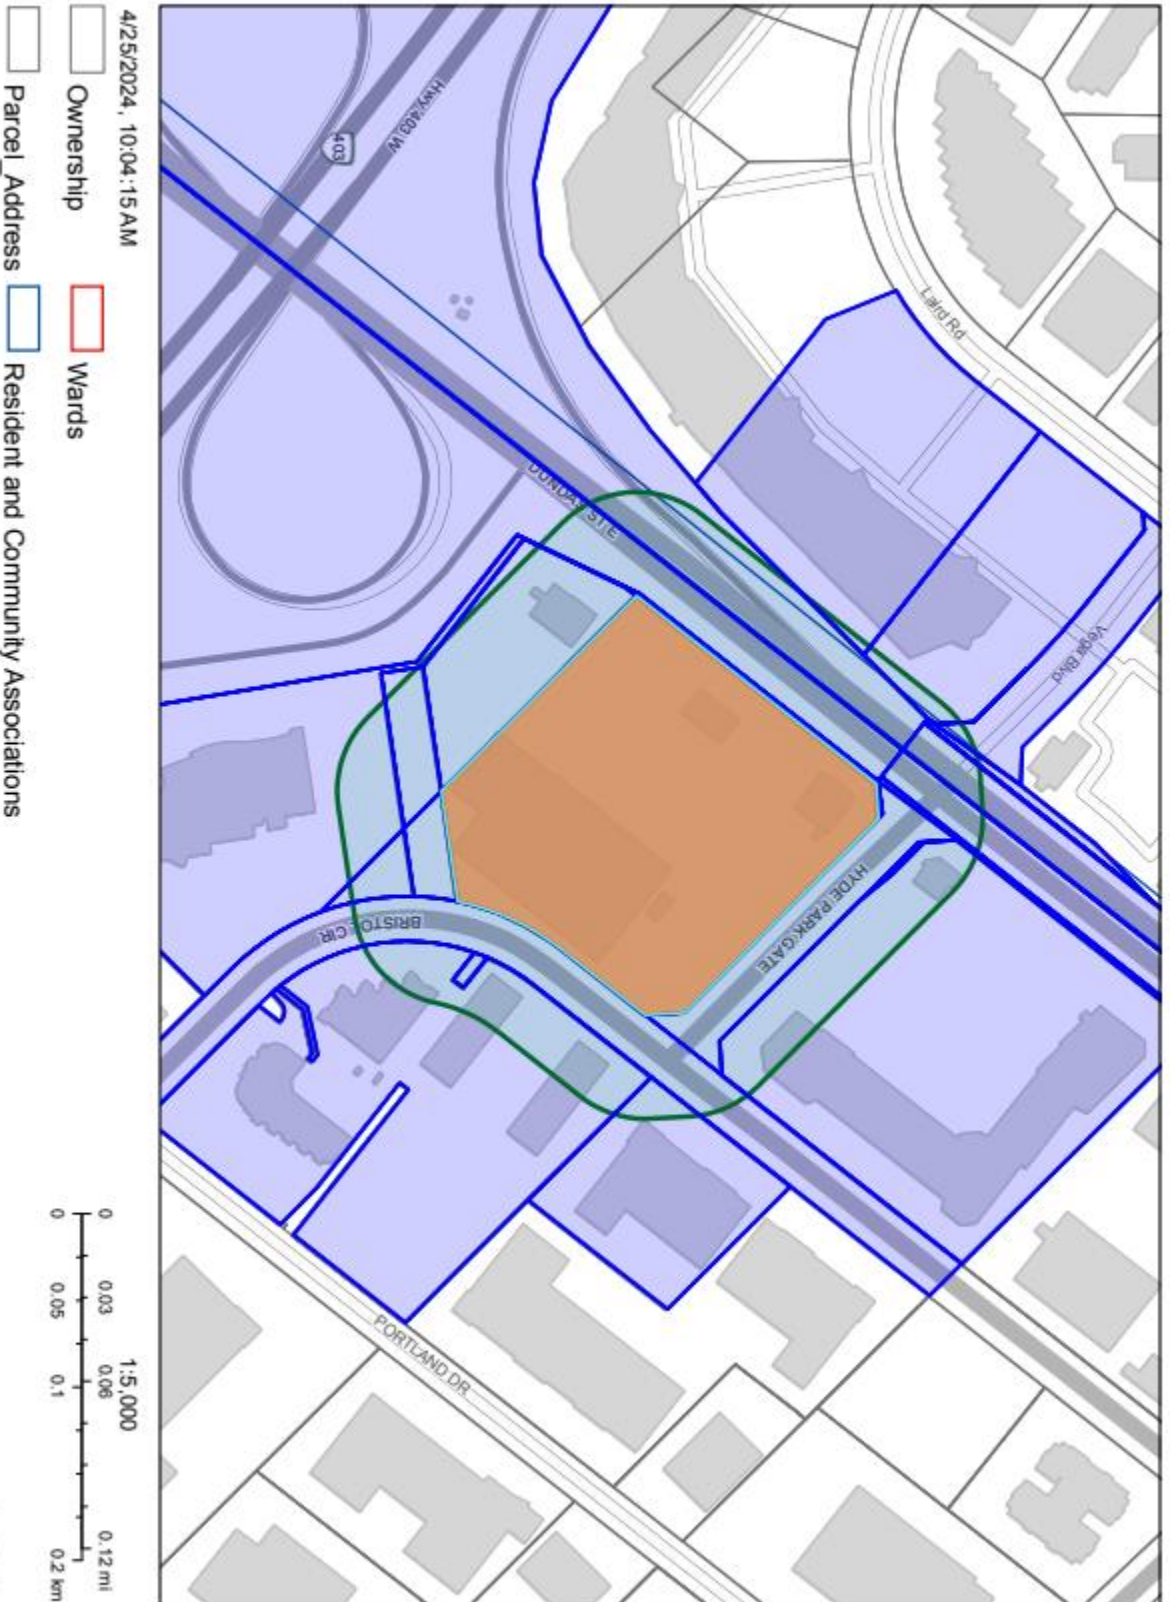 Hwy 403 W
403
Laird Rd
DUNDAS ST E
Vega Blvd
HYDE PARK GATE
BRISTOL CIR
PORTLAND DR
4/25/2024, 10:04:15 AM
Ownership
Wards
Parcel_Address
Resident and Community Associations
1:5,000
0 0.03 0.06 0.12 mi
0 0.05 0.1 0.2 km